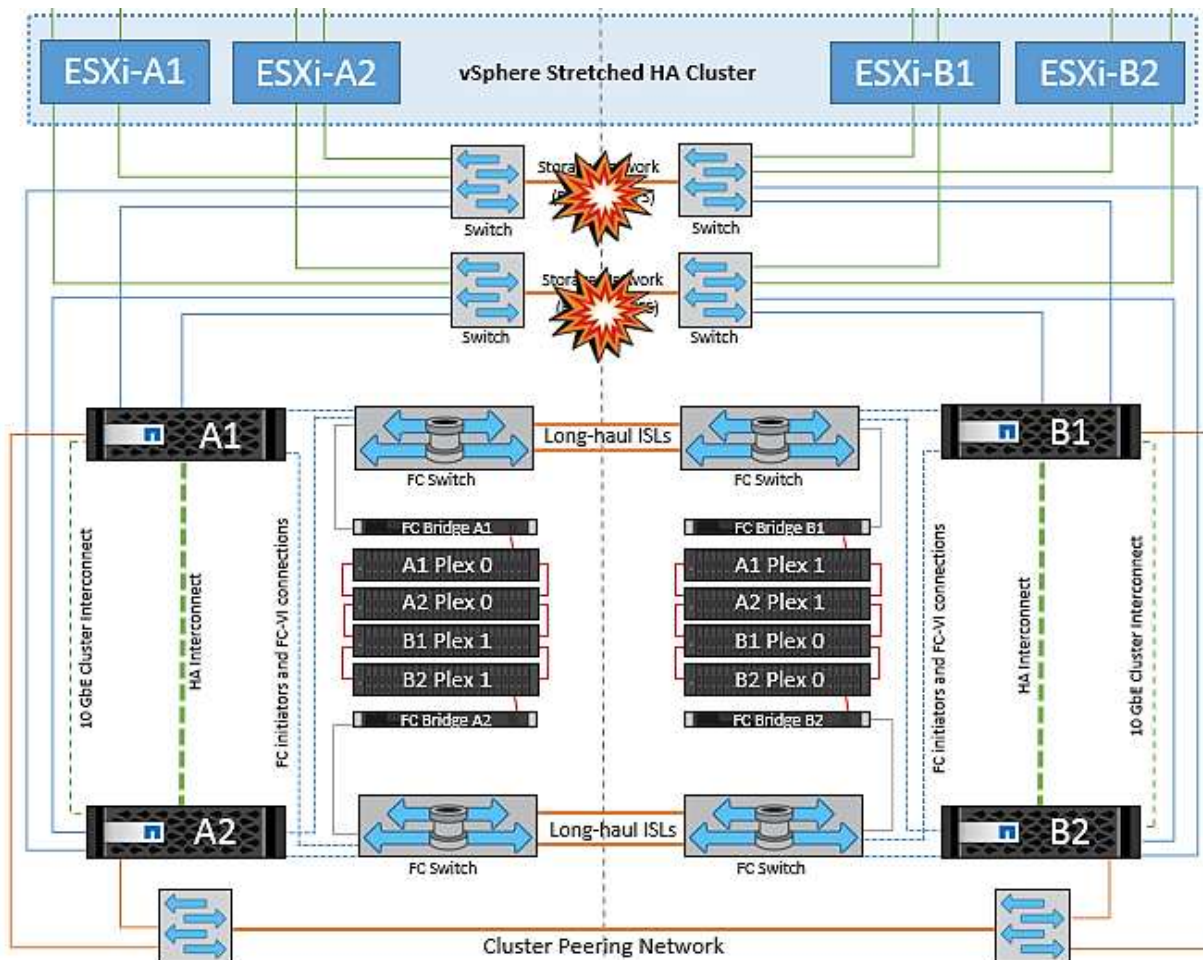 ESXi-A1
ESXi-A2
vSphere Stretched HA Cluster
ESXi-B1
ESXi-B2
Switch
Switch
Switch
Switch
A1
B1
Long-haul ISLs
FC Switch
FC Switch
FC Bridge A1
FC Bridge B1
A1 Plex 0
A1 Plex 1
A2 Plex 0
A2 Plex 1
B1 Plex 1
B1 Plex 0
B2 Plex 1
B2 Plex 0
FC Bridge A2
FC Bridge B2
10 GbE Cluster Interconnect
HA Interconnect
FC initiators and FC-VI connections
FC initiators and FC-VI connections
HA Interconnect
10 GbE Cluster Interconnect
A2
B2
Long-haul ISLs
FC Switch
FC Switch
Cluster Peering Network